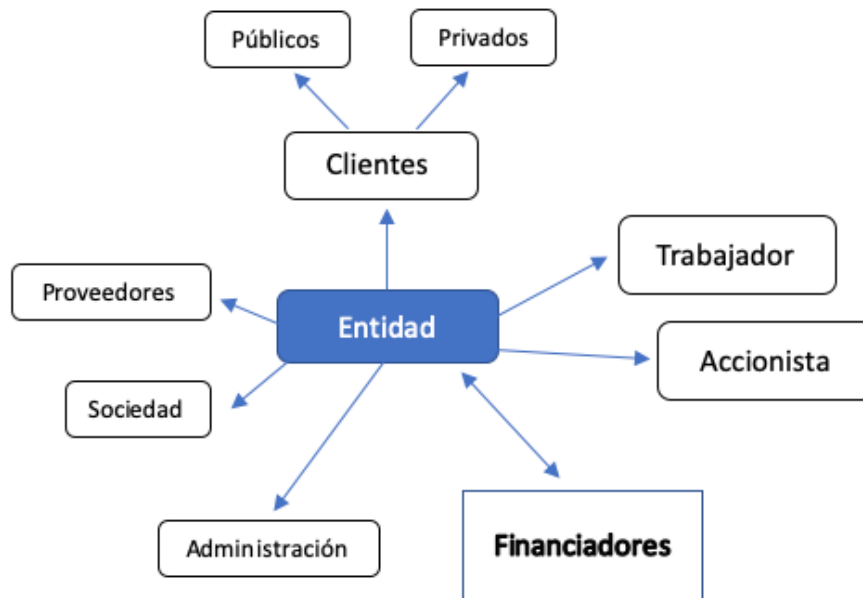 Públicos
Privados
Clientes
Trabajador
Proveedores
Entidad
Accionista
Sociedad
Administración
Financiadores